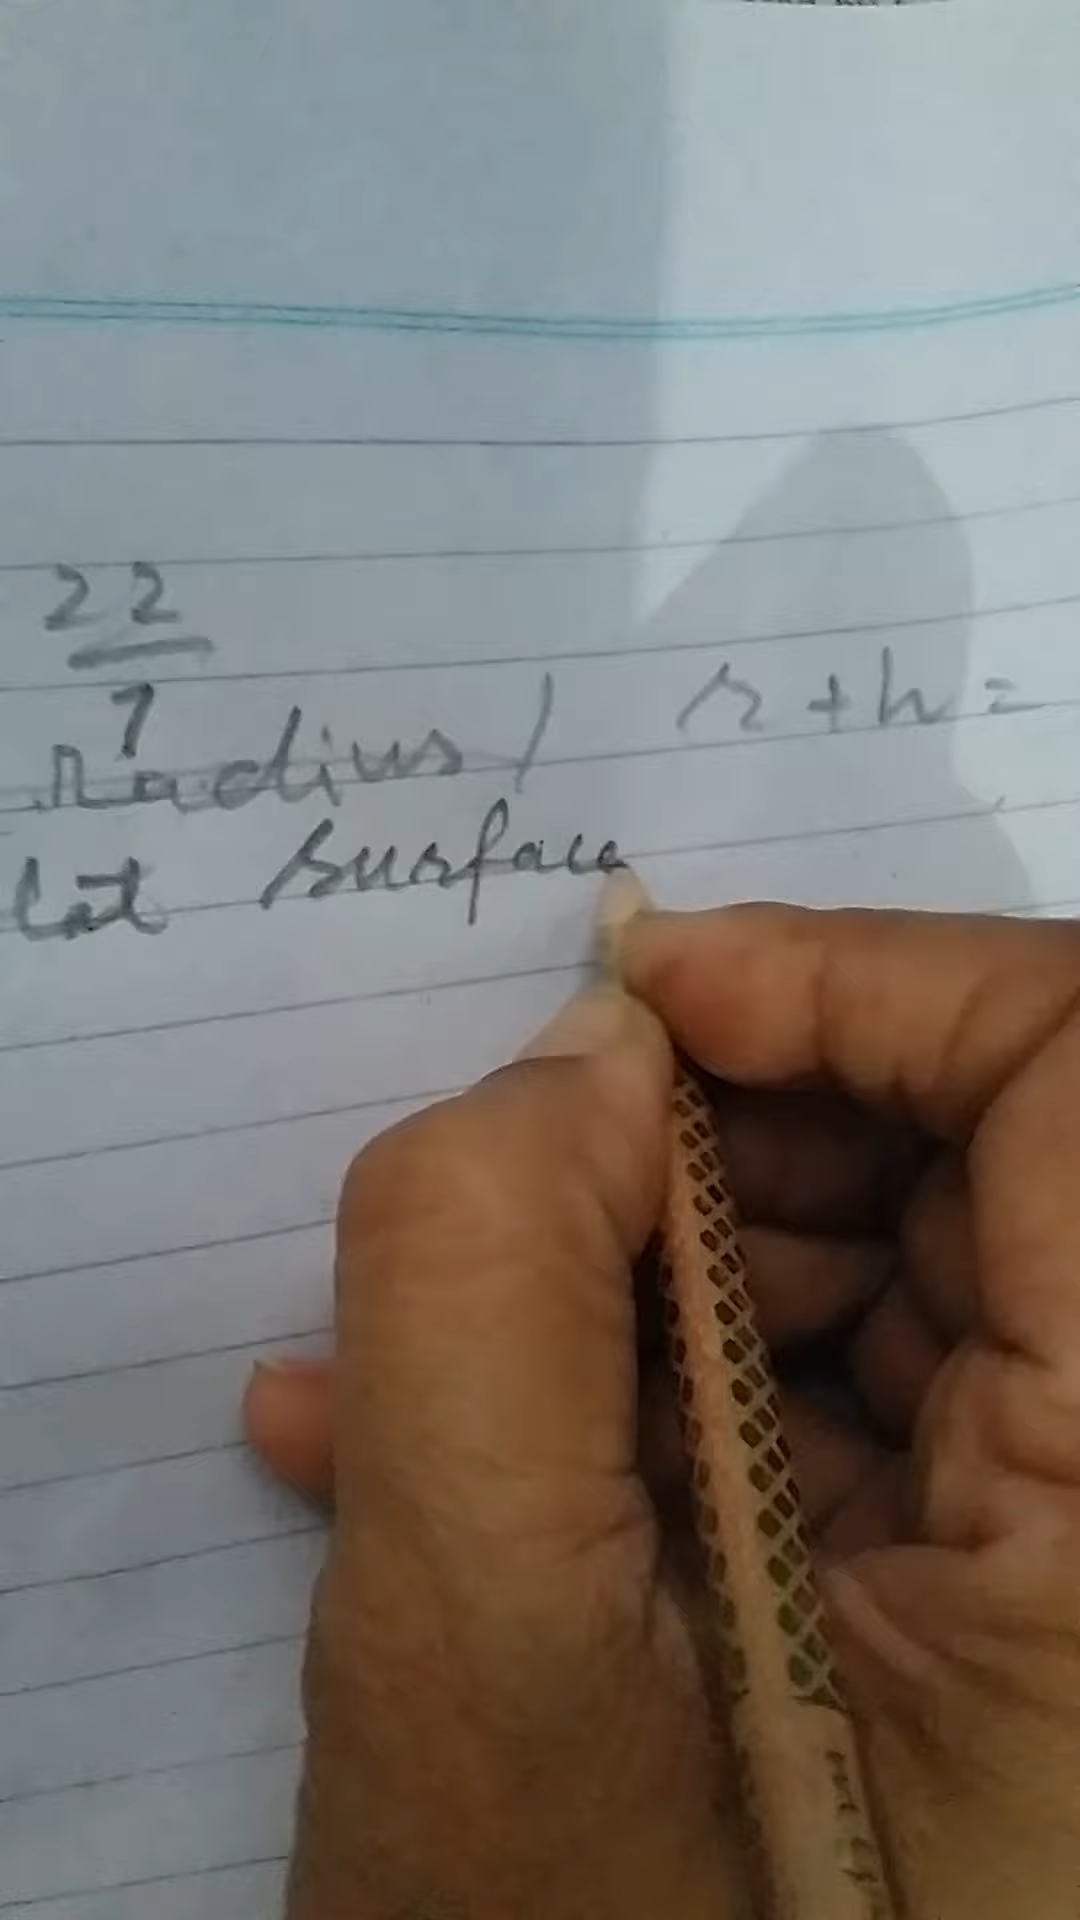 22
7
radius / r + h =
lat surface